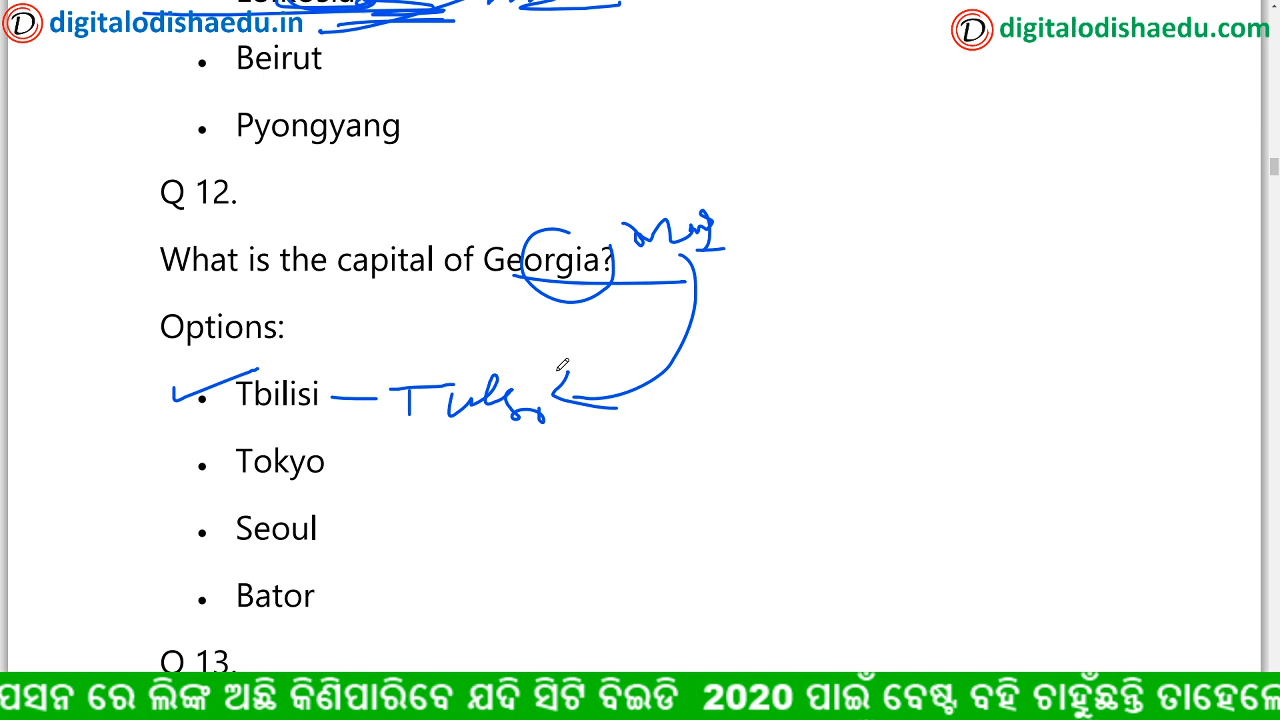 digitalodishaedu.in
digitalodishaedu.com
• Beirut
• Pyongyang
Q 12.
What is the capital of Georgia?
Options:
• Tbilisi
• Tokyo
• Seoul
• Bator
Q 13.
ପସନ ରେ ଲିଙ୍କ ଅଛି କିଣିପାରିବେ ଯଦି ସିଟି ବିଇଡି 2020 ପାଇଁ ବେଷ୍ଟ ବହି ଚାହୁଁଛନ୍ତି ତାହେଲେ